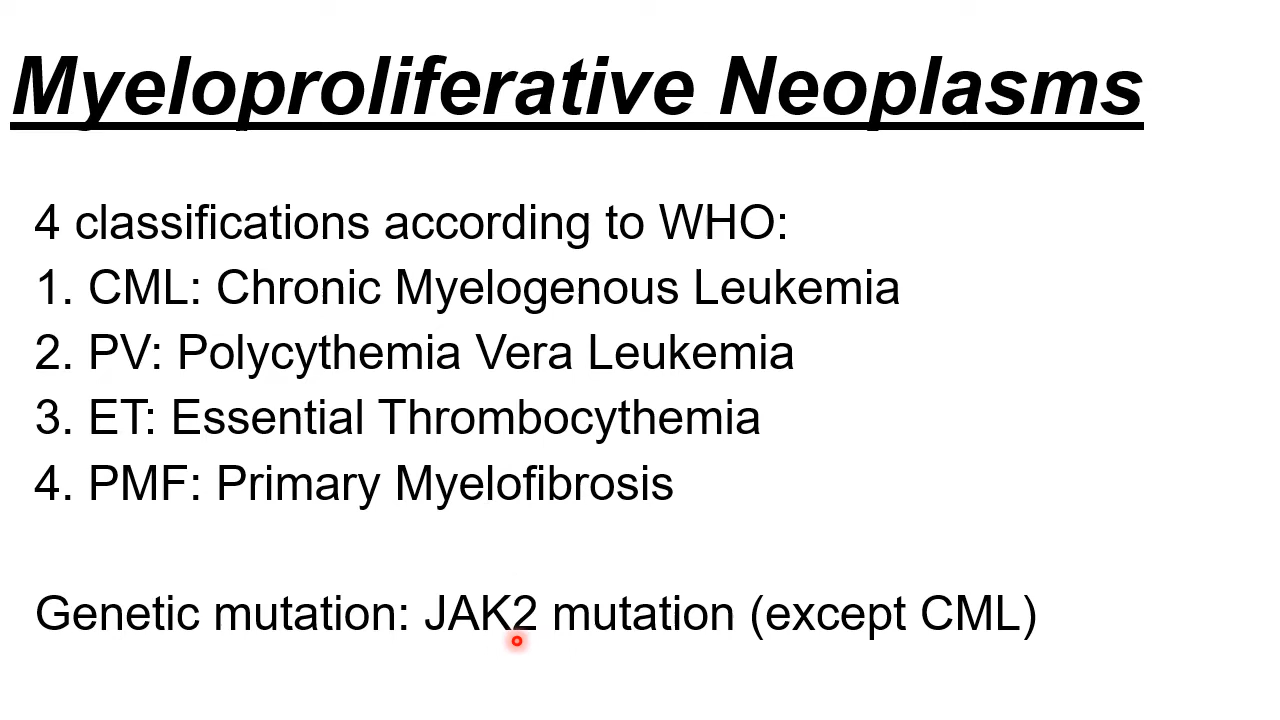 Myeloproliferative Neoplasms
4 classifications according to WHO:
1. CML: Chronic Myelogenous Leukemia
2. PV: Polycythemia Vera Leukemia
3. ET: Essential Thrombocythemia
4. PMF: Primary Myelofibrosis
Genetic mutation: JAK2 mutation (except CML)